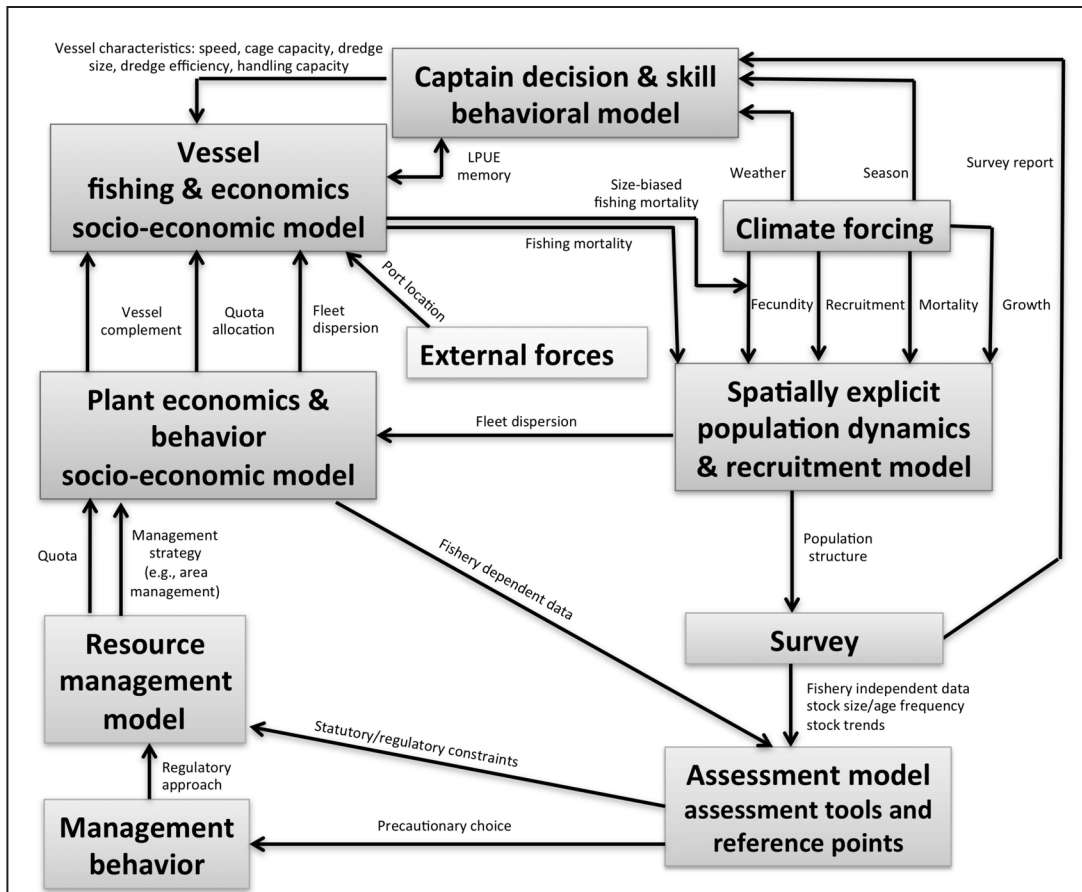 Vessel characteristics: speed, cage capacity, dredge
size, dredge efficiency, handling capacity
Captain decision & skill
behavioral model
Vessel
fishing & economics
socio-economic model
LPUE
memory
Weather
Season
Survey report
Size-biased
fishing mortality
Fishing mortality
Climate forcing
Port location
Vessel
complement
Quota
allocation
Fleet
dispersion
Fecundity
Recruitment
Mortality
Growth
External forces
Plant economics &
behavior
socio-economic model
Fleet dispersion
Spatially explicit
population dynamics
& recruitment model
Quota
Management
strategy
(e.g., area
management)
Fishery dependent data
Population
structure
Survey
Resource
management
model
Fishery independent data
stock size/age frequency
stock trends
Statutory/regulatory constraints
Regulatory
approach
Assessment model
assessment tools and
reference points
Management
behavior
Precautionary choice